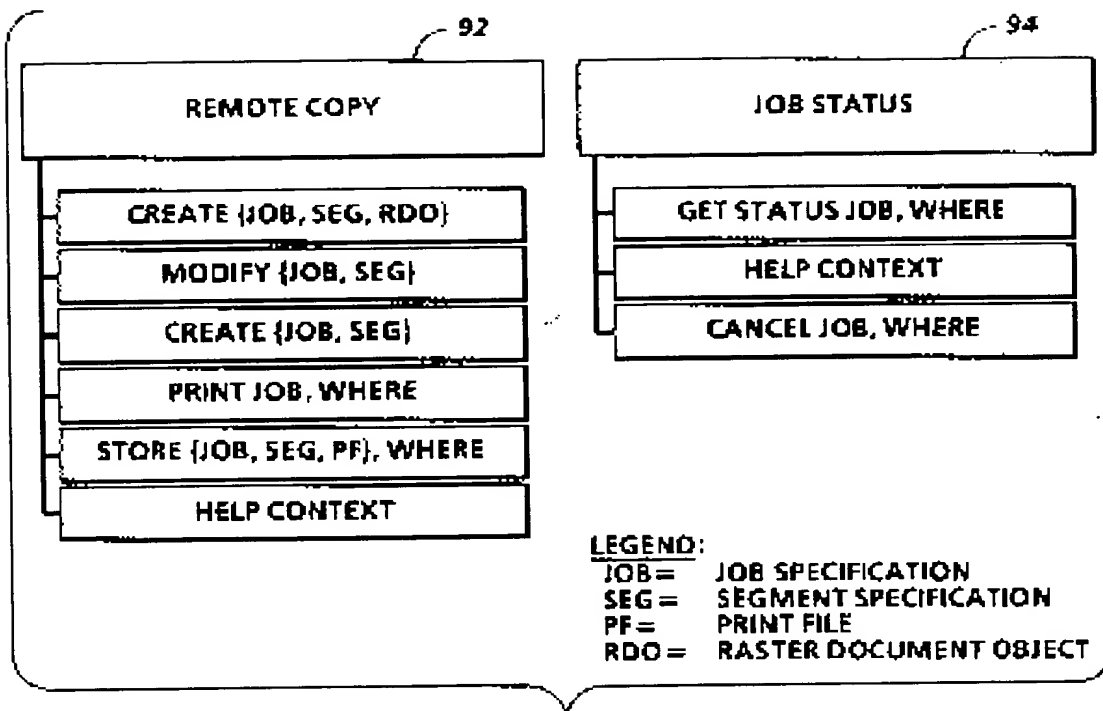 92
REMOTE COPY
CREATE {JOB, SEG, RDO}
MODIFY {JOB, SEG}
CREATE {JOB, SEG}
PRINT JOB, WHERE
STORE {JOB, SEG, PF}, WHERE
HELP CONTEXT
94
JOB STATUS
GET STATUS JOB, WHERE
HELP CONTEXT
CANCEL JOB, WHERE
LEGEND:
JOB = JOB SPECIFICATION
SEG = SEGMENT SPECIFICATION
PF = PRINT FILE
RDO = RASTER DOCUMENT OBJECT